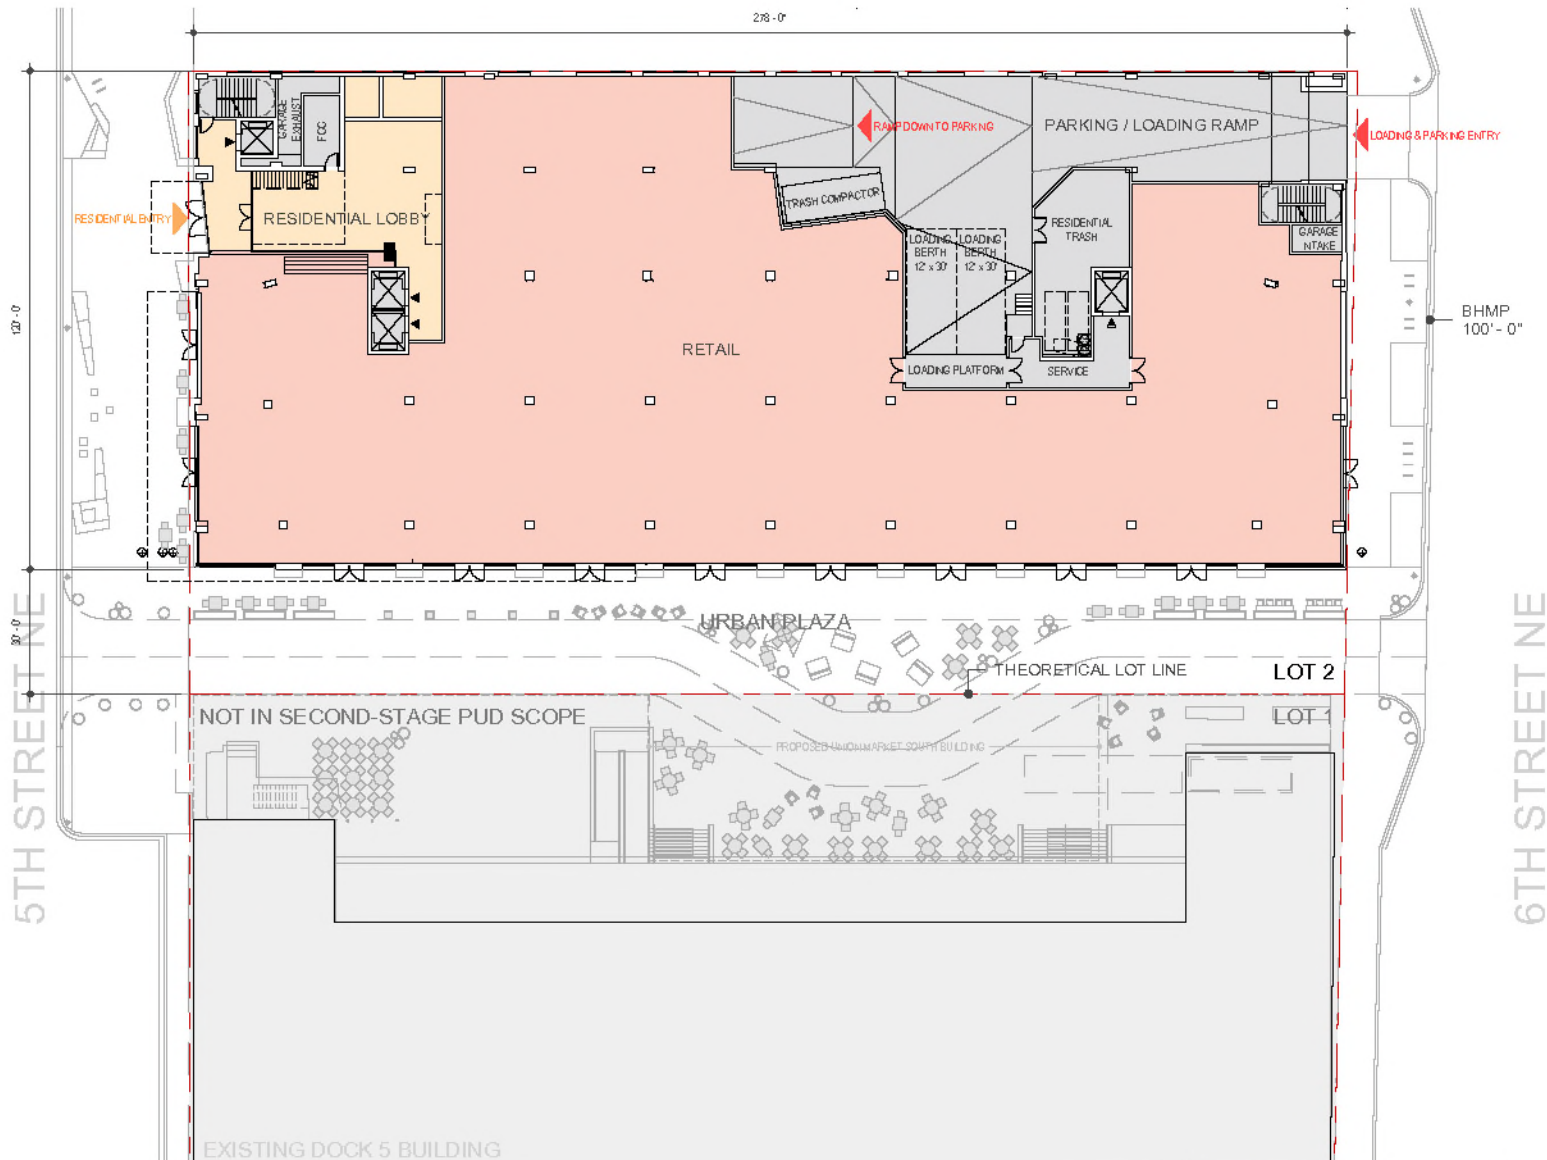 278'-0"
GARAGE
EXHAUST
FCC
RAMP DOWN TO PARKING
PARKING / LOADING RAMP
LOADING & PARKING ENTRY
TRASH COMPACTOR
RESIDENTIAL ENTRY
RESIDENTIAL LOBBY
RESIDENTIAL
TRASH
LOADING
BERTH
12' x 30'
LOADING
BERTH
12' x 30'
GARAGE
INTAKE
120'-0"
BHMP
100'-0"
RETAIL
LOADING PLATFORM
SERVICE
30'-0"
URBAN PLAZA
THEORETICAL LOT LINE
LOT 2
NOT IN SECOND-STAGE PUD SCOPE
LOT 1
PROPOSED UNION MARKET SOUTH BUILDING
5TH STREET NE
6TH STREET NE
EXISTING DOCK 5 BUILDING